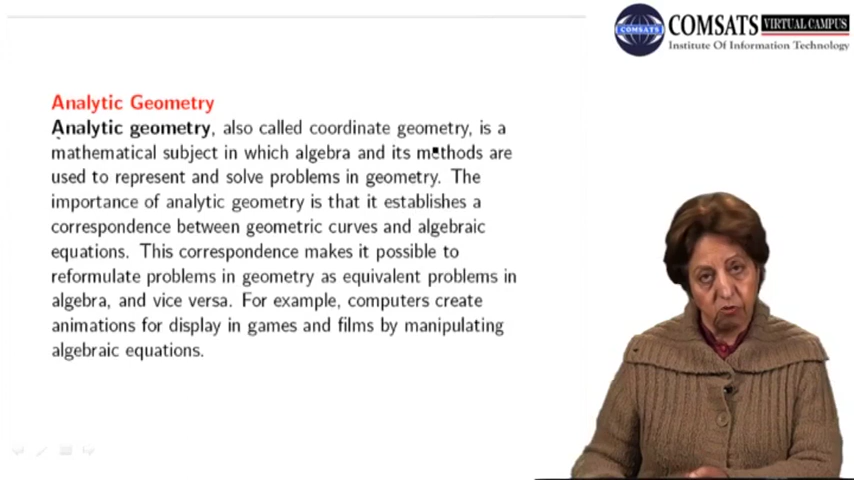 COMSATS VIRTUAL CAMPUS
COMSATS
Institute Of Information Technology
Analytic Geometry
Analytic geometry, also called coordinate geometry, is a
mathematical subject in which algebra and its methods are
used to represent and solve problems in geometry. The
importance of analytic geometry is that it establishes a
correspondence between geometric curves and algebraic
equations. This correspondence makes it possible to
reformulate problems in geometry as equivalent problems in
algebra, and vice versa. For example, computers create
animations for display in games and films by manipulating
algebraic equations.